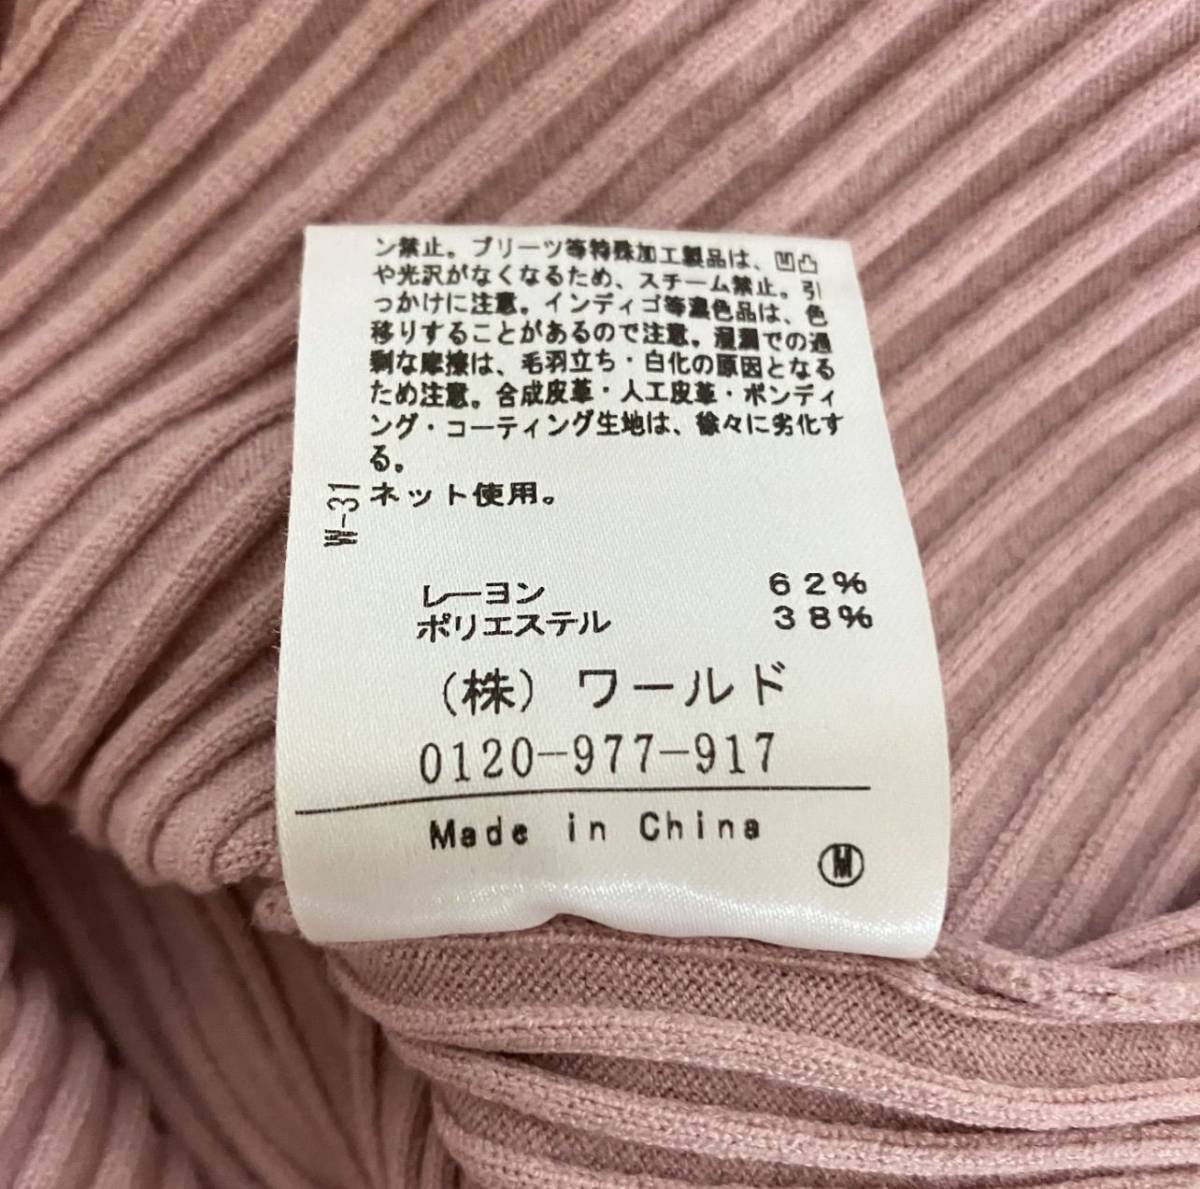 ン禁止。プリーツ等特殊加工製品は、凹凸
や光沢がなくなるため、スチーム禁止。引
っかけに注意。インディゴ等濃色品は、色
移りすることがあるので注意。湿潤での過
剰な摩擦は、毛羽立ち・白化の原因となる
ため注意。合成皮革・人工皮革・ボンディ
ング・コーティング生地は、徐々に劣化す
る。
ネット使用。
W-31
レーヨン 62%
ポリエステル 38%
(株)ワールド
0120-977-917
Made in China
Ⓜ